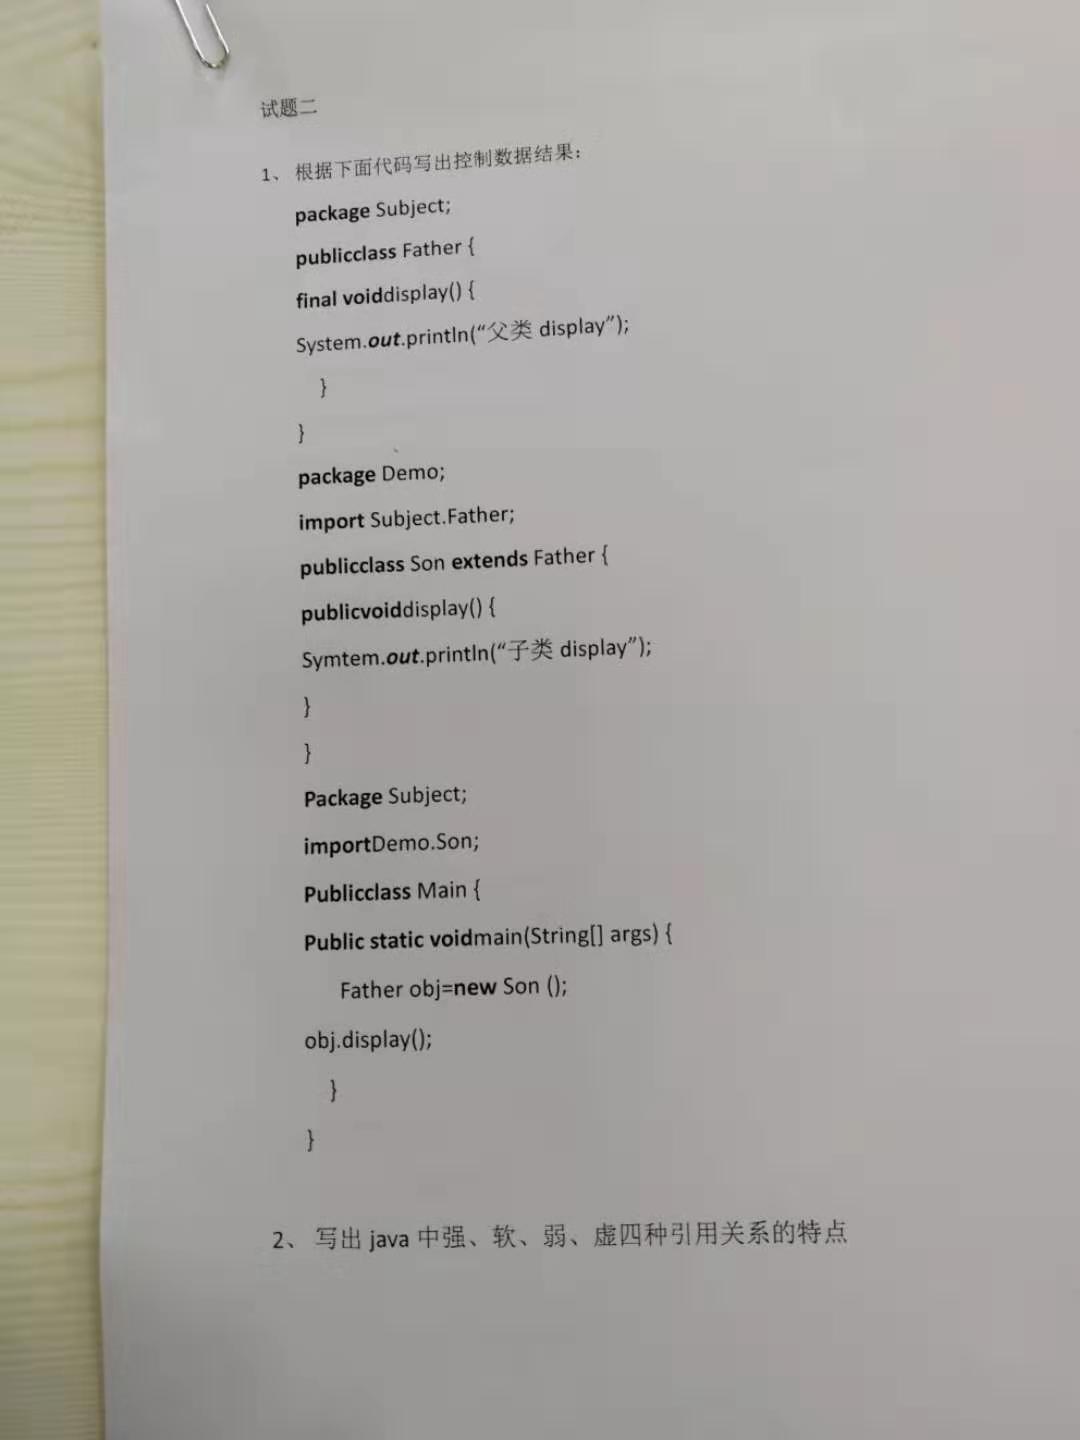 试题二
1、 根据下面代码写出控制数据结果：
package Subject;
publicclass Father {
final voiddisplay() {
System.out.println(“父类 display”);
}
}
package Demo;
import Subject.Father;
publicclass Son extends Father {
publicvoiddisplay() {
Symtem.out.println(“子类 display”);
}
}
Package Subject;
importDemo.Son;
Publicclass Main {
Public static voidmain(String[] args) {
Father obj=new Son ();
obj.display();
}
}
2、 写出 java 中强、软、弱、虚四种引用关系的特点